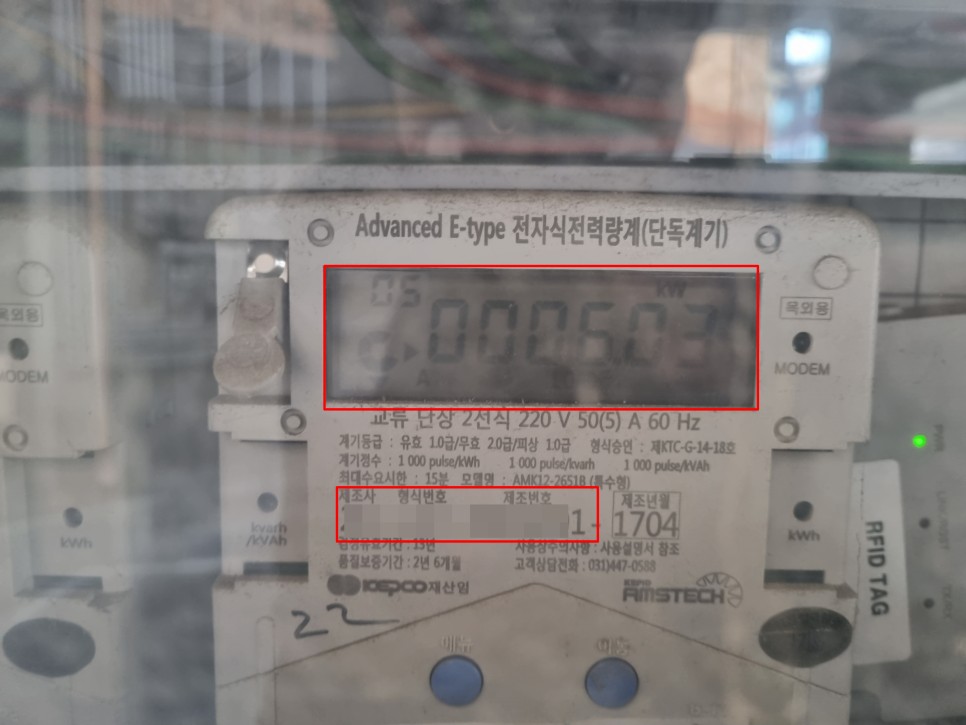 Advanced E-type 전자식전력량계(단독계기)
05
kW
0005.03
A
옥외용
옥외용
MODEM
MODEM
교류 단상 2선식 220 V 50(5) A 60 Hz
계기등급 : 유효 1.0급/무효 2.0급/피상 1.0급 형식승인 : 제KTC-G-14-18호
계기정수 : 1 000 pulse/kWh 1 000 pulse/kvarh 1 000 pulse/kVAh
최대수요시한 : 15분 모델명 : AMK12-2651B (특수형)
제조사 형식번호 제조번호 제조년월
1- 1704
kWh
kvarh
/kVAh
kWh
검정유효기간 : 13년 사용상주의사항 : 사용설명서 참조
품질보증기간 : 2년 6개월 고객상담전화 : 031)447-0588
KEPCO재산임
AMSTECH
22
메뉴
이동
RFID TAG